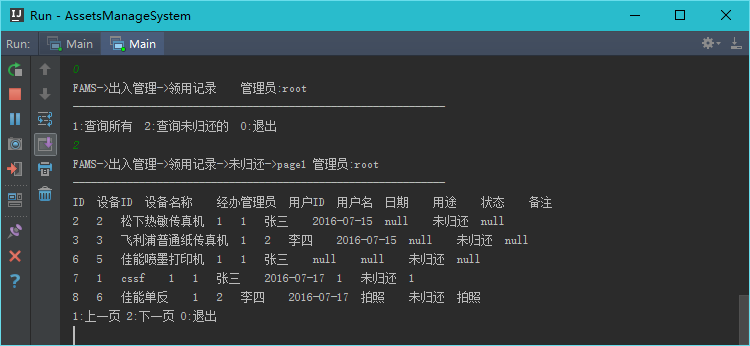 Run - AssetsManageSystem
Run: Main Main
0
FAMS->出入管理->领用记录 管理员:root
1:查询所有 2:查询未归还的 0:退出
2
FAMS->出入管理->领用记录->未归还->page1 管理员:root
ID 设备ID 设备名称 经办管理员 用户ID 用户名 日期 用途 状态 备注
2 2 松下热敏传真机 1 1 张三 2016-07-15 null 未归还 null
3 3 飞利浦普通纸传真机 1 2 李四 2016-07-15 null 未归还 null
6 5 佳能喷墨打印机 1 1 张三 null null 未归还 null
7 1 cssf 1 1 张三 2016-07-17 1 未归还 1
8 6 佳能单反 1 2 李四 2016-07-17 拍照 未归还 拍照
1:上一页 2:下一页 0:退出